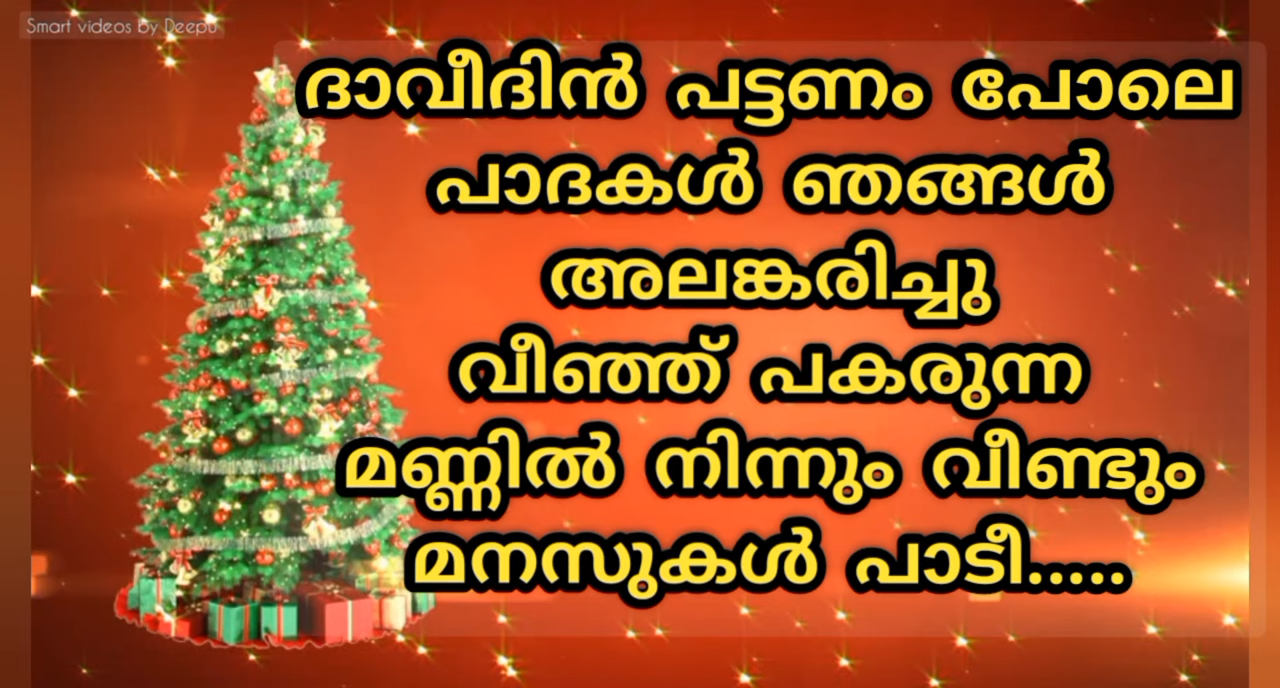 Smart videos by Deepu
ദാവീദിൻ പട്ടണം പോലെ
പാദകൾ ഞങ്ങൾ
അലങ്കരിച്ചു
വീഞ്ഞ് പകരുന്ന
മണ്ണിൽ നിന്നും വീണ്ടും
മനസുകൾ പാടീ.....